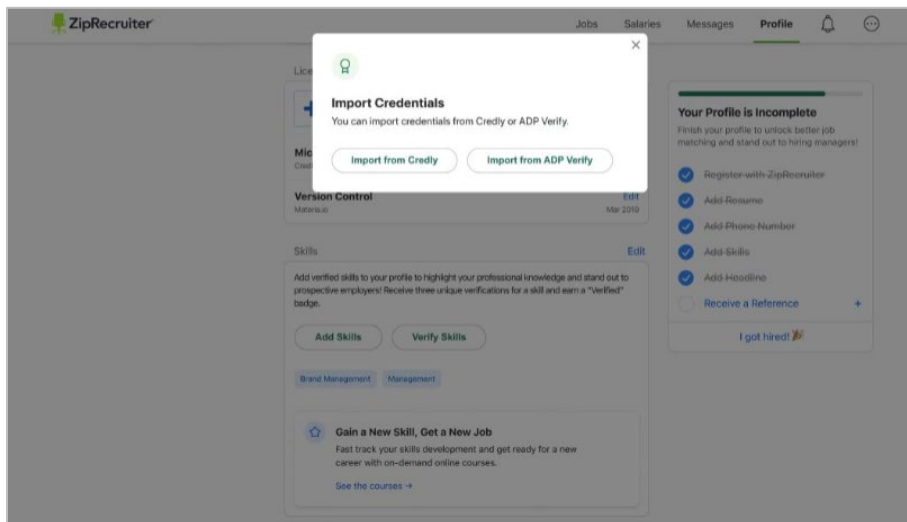 ZipRecruiter
Jobs Salaries Messages Profile
Lice
Import Credentials
You can import credentials from Credly or ADP Verify.
Import from Credly Import from ADP Verify
Mic
Cred
Version Control Edit
Mar 2019
Skills Edit
Add verified skills to your profile to highlight your professional knowledge and stand out to
prospective employers! Receive three unique verifications for a skill and earn a "Verified"
badge.
Add Skills Verify Skills
Brand Management Management
Gain a New Skill, Get a New Job
Fast track your skills development and get ready for a new
career with on-demand online courses.
See the courses →
Your Profile is Incomplete
Finish your profile to unlock better job
matching and stand out to hiring managers!
Register with ZipRecruiter
Add Resume
Add Phone Number
Add Skills
Add Headline
Receive a Reference +
I got hired! 🎉